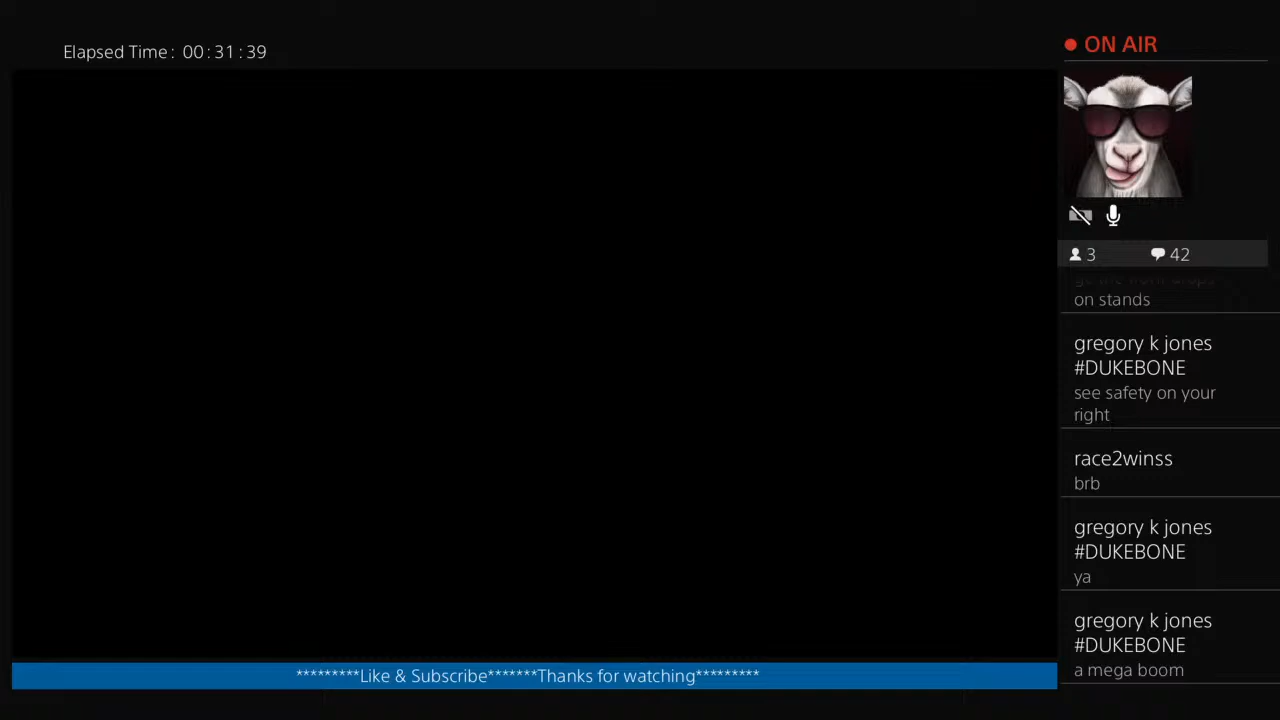 Elapsed Time: 00:31:39
ON AIR
3 42
on stands
gregory k jones
#DUKEBONE
see safety on your
right
race2winss
brb
gregory k jones
#DUKEBONE
ya
gregory k jones
#DUKEBONE
a mega boom
*********Like & Subscribe*******Thanks for watching*********